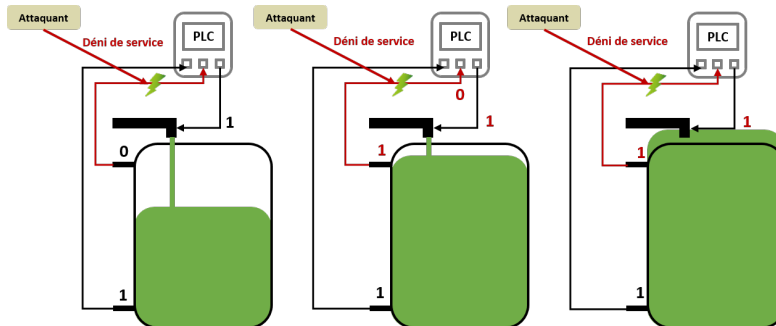 Attaquant
Déni de service
PLC
1
0
1
Attaquant
Déni de service
PLC
0
1
1
1
Attaquant
Déni de service
PLC
1
1
1